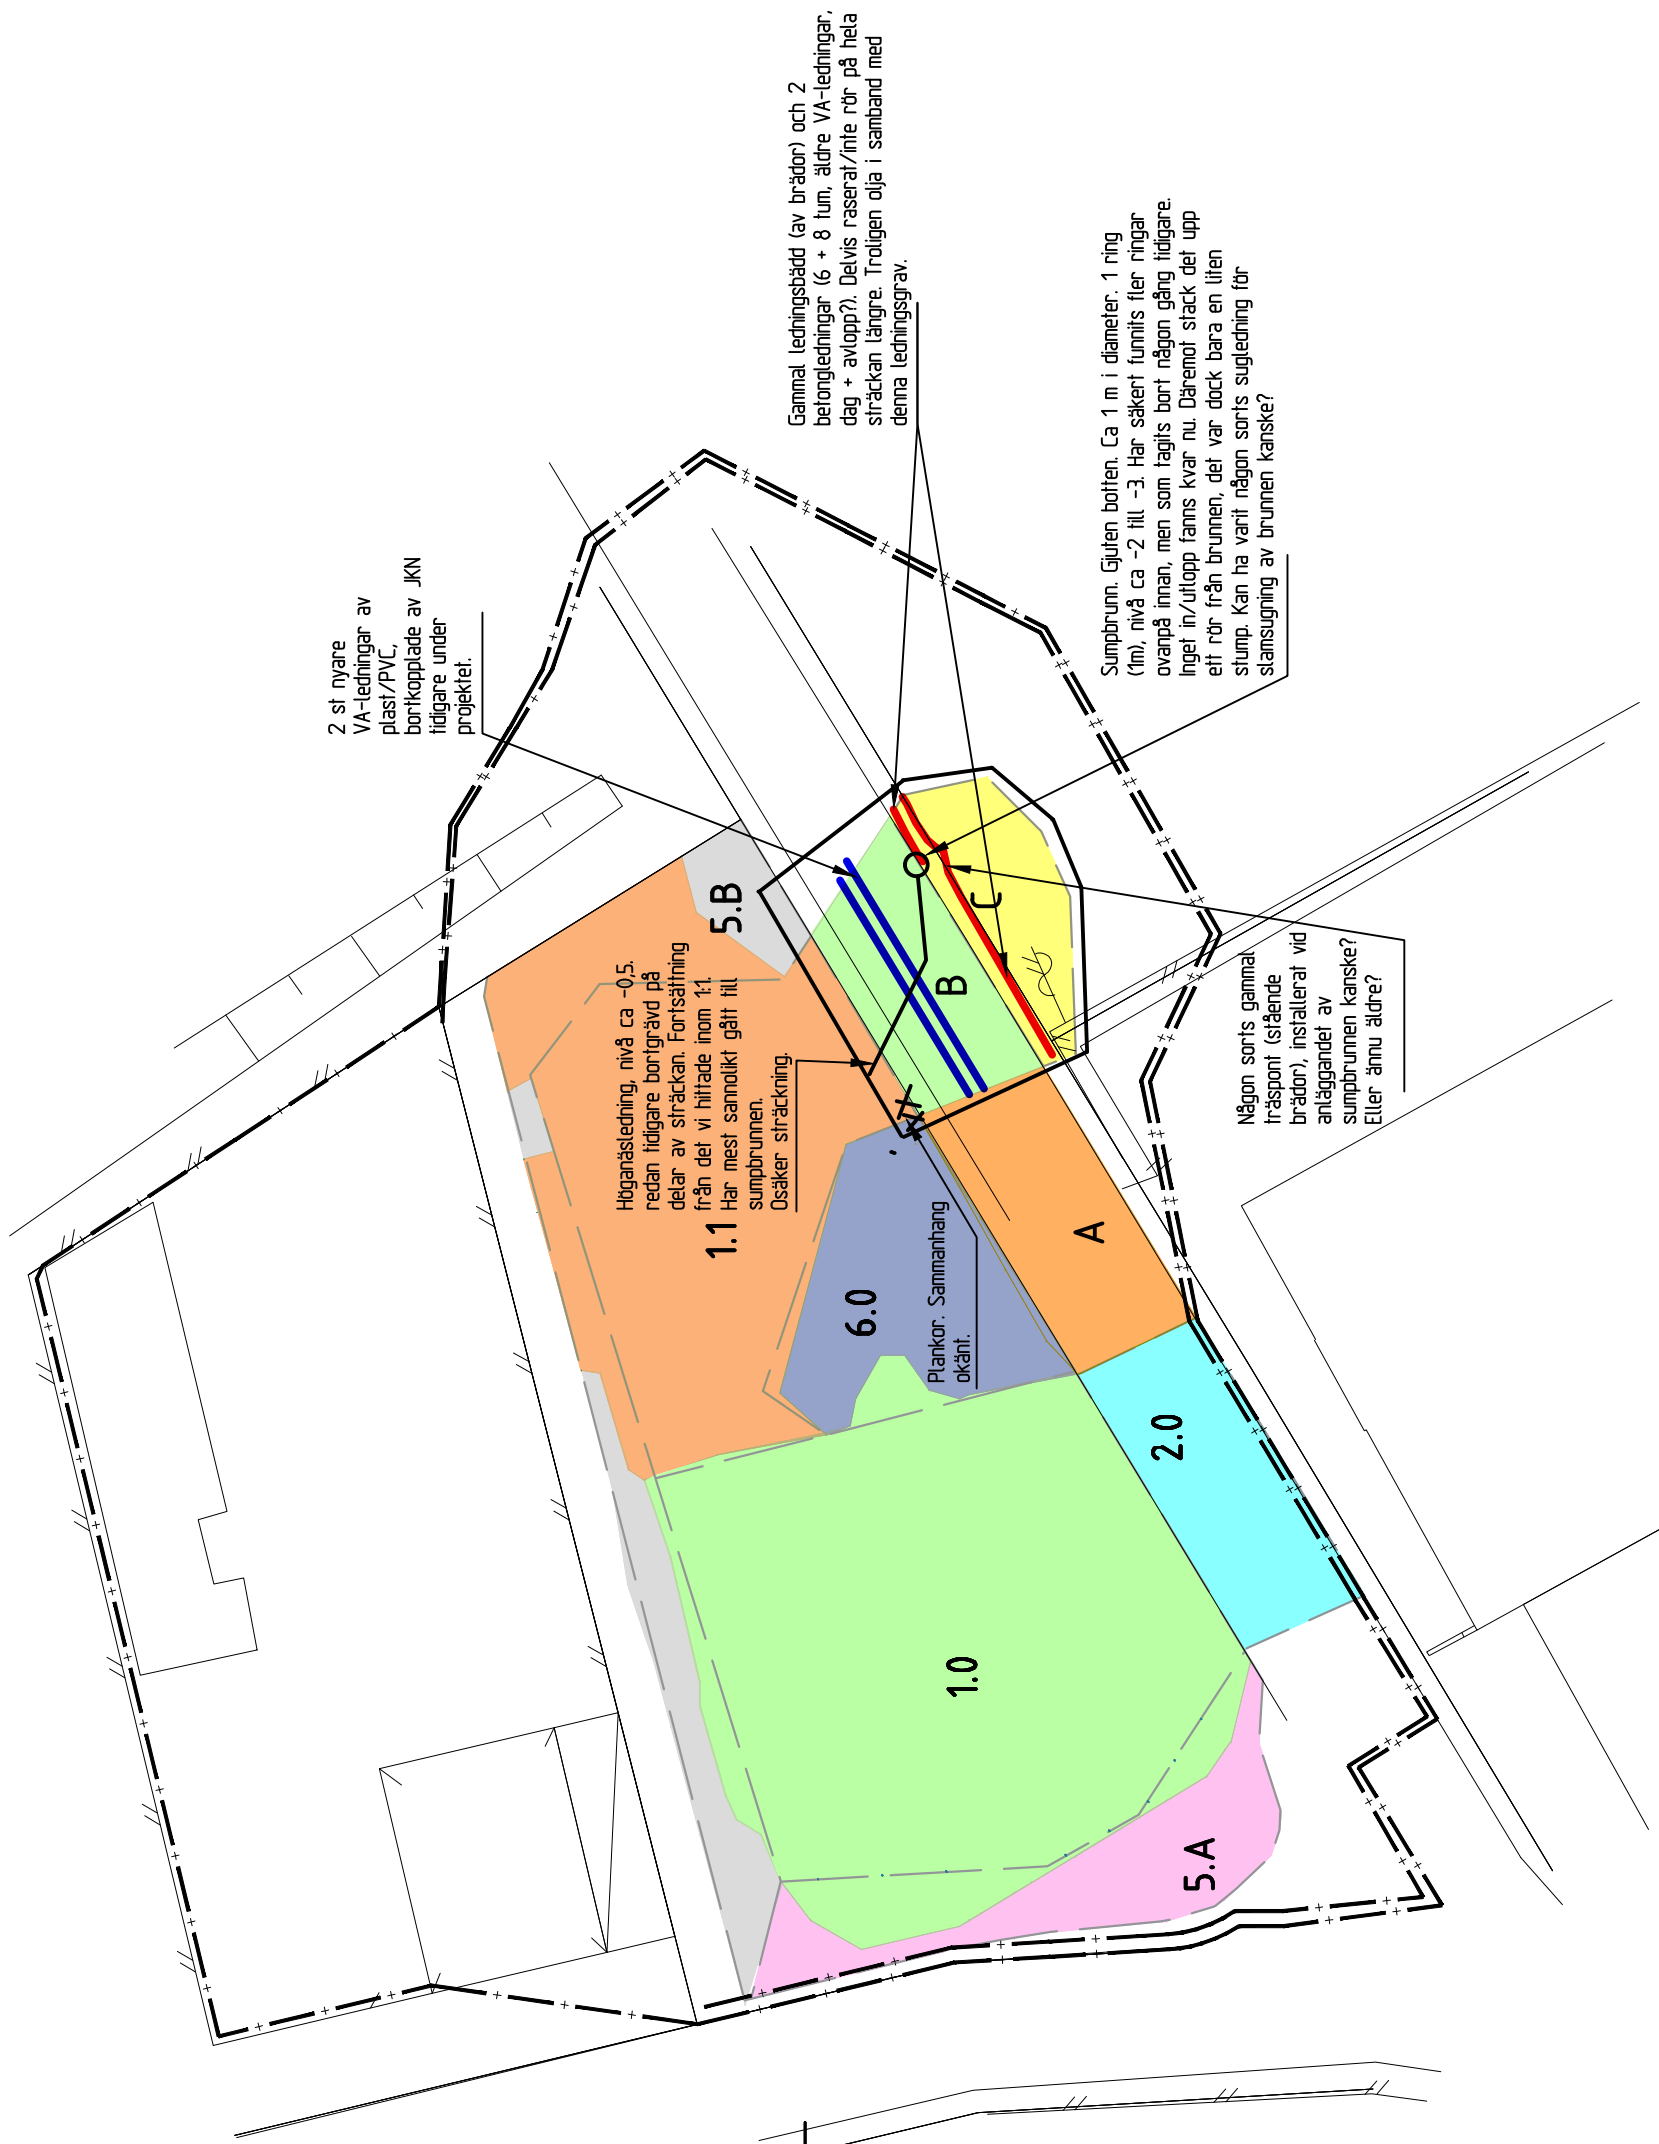 2 st nyare
VA-ledningar av
plast/PVC,
bortkopplade av JKN
tidigare under
projektet.
Gammal ledningsbädd (av brädor) och 2
betongledningar (6 + 8 tum, äldre VA-ledningar,
dag + avlopp?). Delvis raserat/inte rör på hela
sträckan längre. Troligen olja i samband med
denna ledningsgrav.
Sumpbrunn. Gjuten botten. Ca 1 m i diameter. 1 ring
(1m), nivå ca -2 till -3. Har säkert funnits fler ringar
ovanpå innan, men som tagits bort någon gång tidigare.
Inget in/utlopp fanns kvar nu. Däremot stack det upp
ett rör från brunnen, det var dock bara en liten
stump. Kan ha varit någon sorts sugledning för
slamsugning av brunnen kanske?
Höganäsledning, nivå ca -0,5.
redan tidigare bortgrävd på
delar av sträckan. Fortsättning
från det vi hittade inom 1:1.
Har mest sannolikt gått till
sumpbrunnen.
Osäker sträckning.
Någon sorts gammal
träspont (stående
brädor), installerat vid
anläggandet av
sumpbrunnen kanske?
Eller ännu äldre?
Plankor. Sammanhang
okänt.
5.B
1.1
6.0
B
C
A
2.0
1.0
5.A